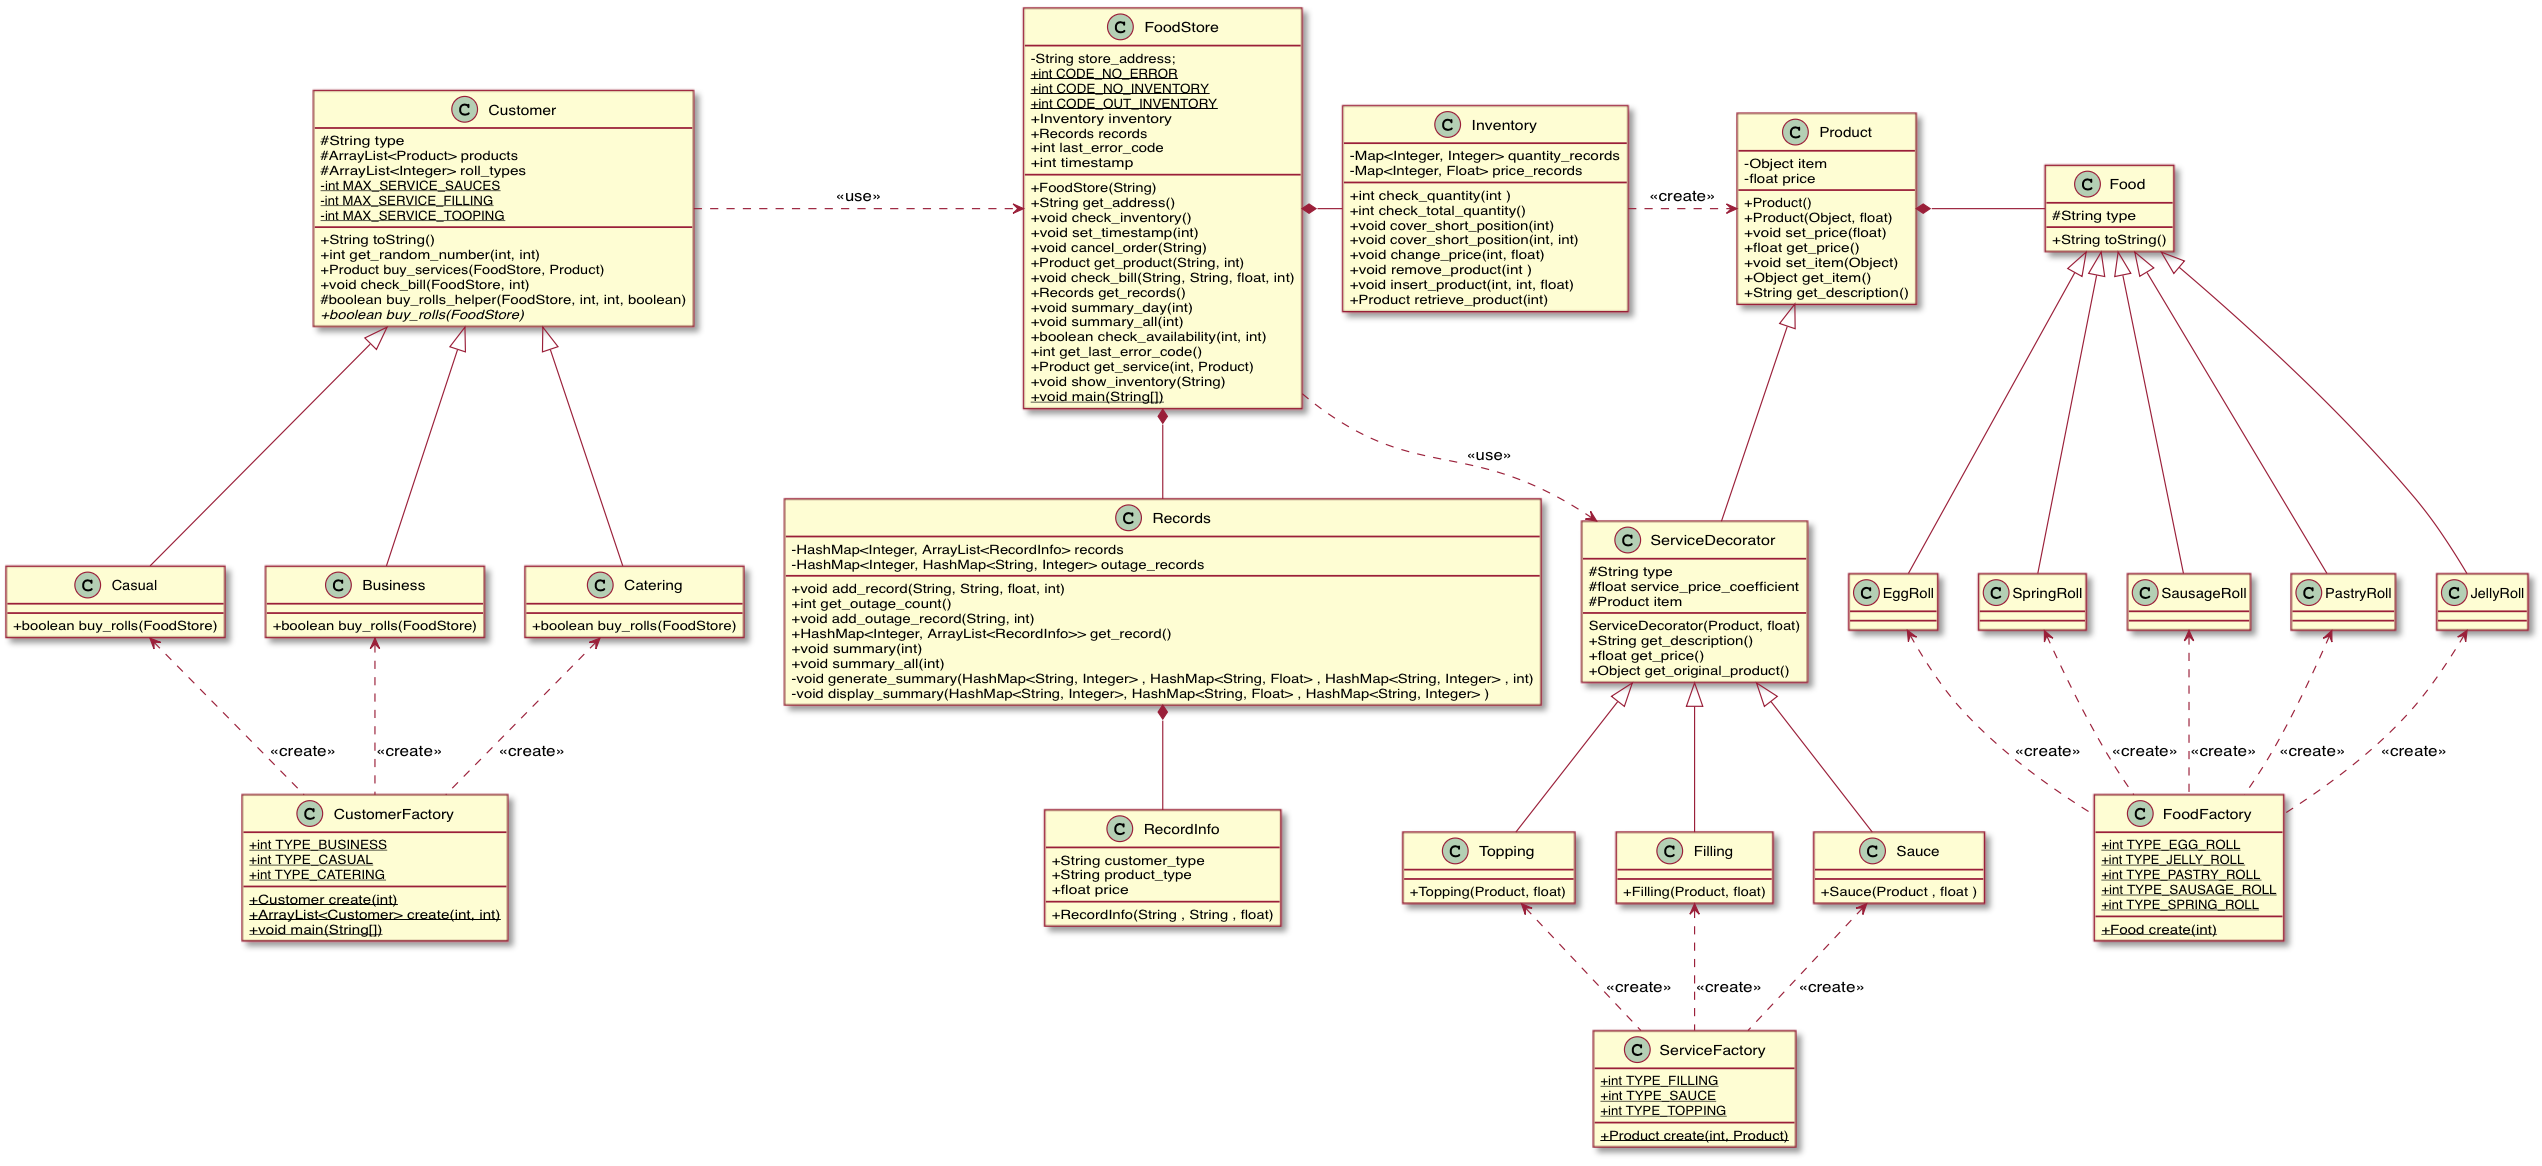 C FoodStore
-String store_address;
+int CODE_NO_ERROR
+int CODE_NO_INVENTORY
+int CODE_OUT_INVENTORY
+Inventory inventory
+Records records
+int last_error_code
+int timestamp
+FoodStore(String)
+String get_address()
+void check_inventory()
+void set_timestamp(int)
+void cancel_order(String)
+Product get_product(String, int)
+void check_bill(String, String, float, int)
+Records get_records()
+void summary_day(int)
+void summary_all(int)
+boolean check_availability(int, int)
+int get_last_error_code()
+Product get_service(int, Product)
+void show_inventory(String)
+void main(String[])
C Customer
#String type
#ArrayList<Product> products
#ArrayList<Integer> roll_types
-int MAX_SERVICE_SAUCES
-int MAX_SERVICE_FILLING
-int MAX_SERVICE_TOOPING
+String toString()
+int get_random_number(int, int)
+Product buy_services(FoodStore, Product)
+void check_bill(FoodStore, int)
#boolean buy_rolls_helper(FoodStore, int, int, boolean)
+boolean buy_rolls(FoodStore)
«use»
C Inventory
-Map<Integer, Integer> quantity_records
-Map<Integer, Float> price_records
+int check_quantity(int )
+int check_total_quantity()
+void cover_short_position(int)
+void cover_short_position(int, int)
+void change_price(int, float)
+void remove_product(int )
+void insert_product(int, int, float)
+Product retrieve_product(int)
«create»
C Product
-Object item
-float price
+Product()
+Product(Object, float)
+void set_price(float)
+float get_price()
+void set_item(Object)
+Object get_item()
+String get_description()
C Food
#String type
+String toString()
«use»
C Records
-HashMap<Integer, ArrayList<RecordInfo> records
-HashMap<Integer, HashMap<String, Integer> outage_records
+void add_record(String, String, float, int)
+int get_outage_count()
+void add_outage_record(String, int)
+HashMap<Integer, ArrayList<RecordInfo>> get_record()
+void summary(int)
+void summary_all(int)
-void generate_summary(HashMap<String, Integer> , HashMap<String, Float> , HashMap<String, Integer> , int)
-void display_summary(HashMap<String, Integer>, HashMap<String, Float> , HashMap<String, Integer> )
C ServiceDecorator
#String type
#float service_price_coefficient
#Product item
ServiceDecorator(Product, float)
+String get_description()
+float get_price()
+Object get_original_product()
C Casual
+boolean buy_rolls(FoodStore)
C Business
+boolean buy_rolls(FoodStore)
C Catering
+boolean buy_rolls(FoodStore)
C EggRoll
C SpringRoll
C SausageRoll
C PastryRoll
C JellyRoll
«create»
«create»
«create»
«create»
«create»
«create»
«create»
«create»
C CustomerFactory
+int TYPE_BUSINESS
+int TYPE_CASUAL
+int TYPE_CATERING
+Customer create(int)
+ArrayList<Customer> create(int, int)
+void main(String[])
C RecordInfo
+String customer_type
+String product_type
+float price
+RecordInfo(String , String , float)
C Topping
+Topping(Product, float)
C Filling
+Filling(Product, float)
C Sauce
+Sauce(Product , float )
C FoodFactory
+int TYPE_EGG_ROLL
+int TYPE_JELLY_ROLL
+int TYPE_PASTRY_ROLL
+int TYPE_SAUSAGE_ROLL
+int TYPE_SPRING_ROLL
+Food create(int)
«create»
«create»
«create»
C ServiceFactory
+int TYPE_FILLING
+int TYPE_SAUCE
+int TYPE_TOPPING
+Product create(int, Product)